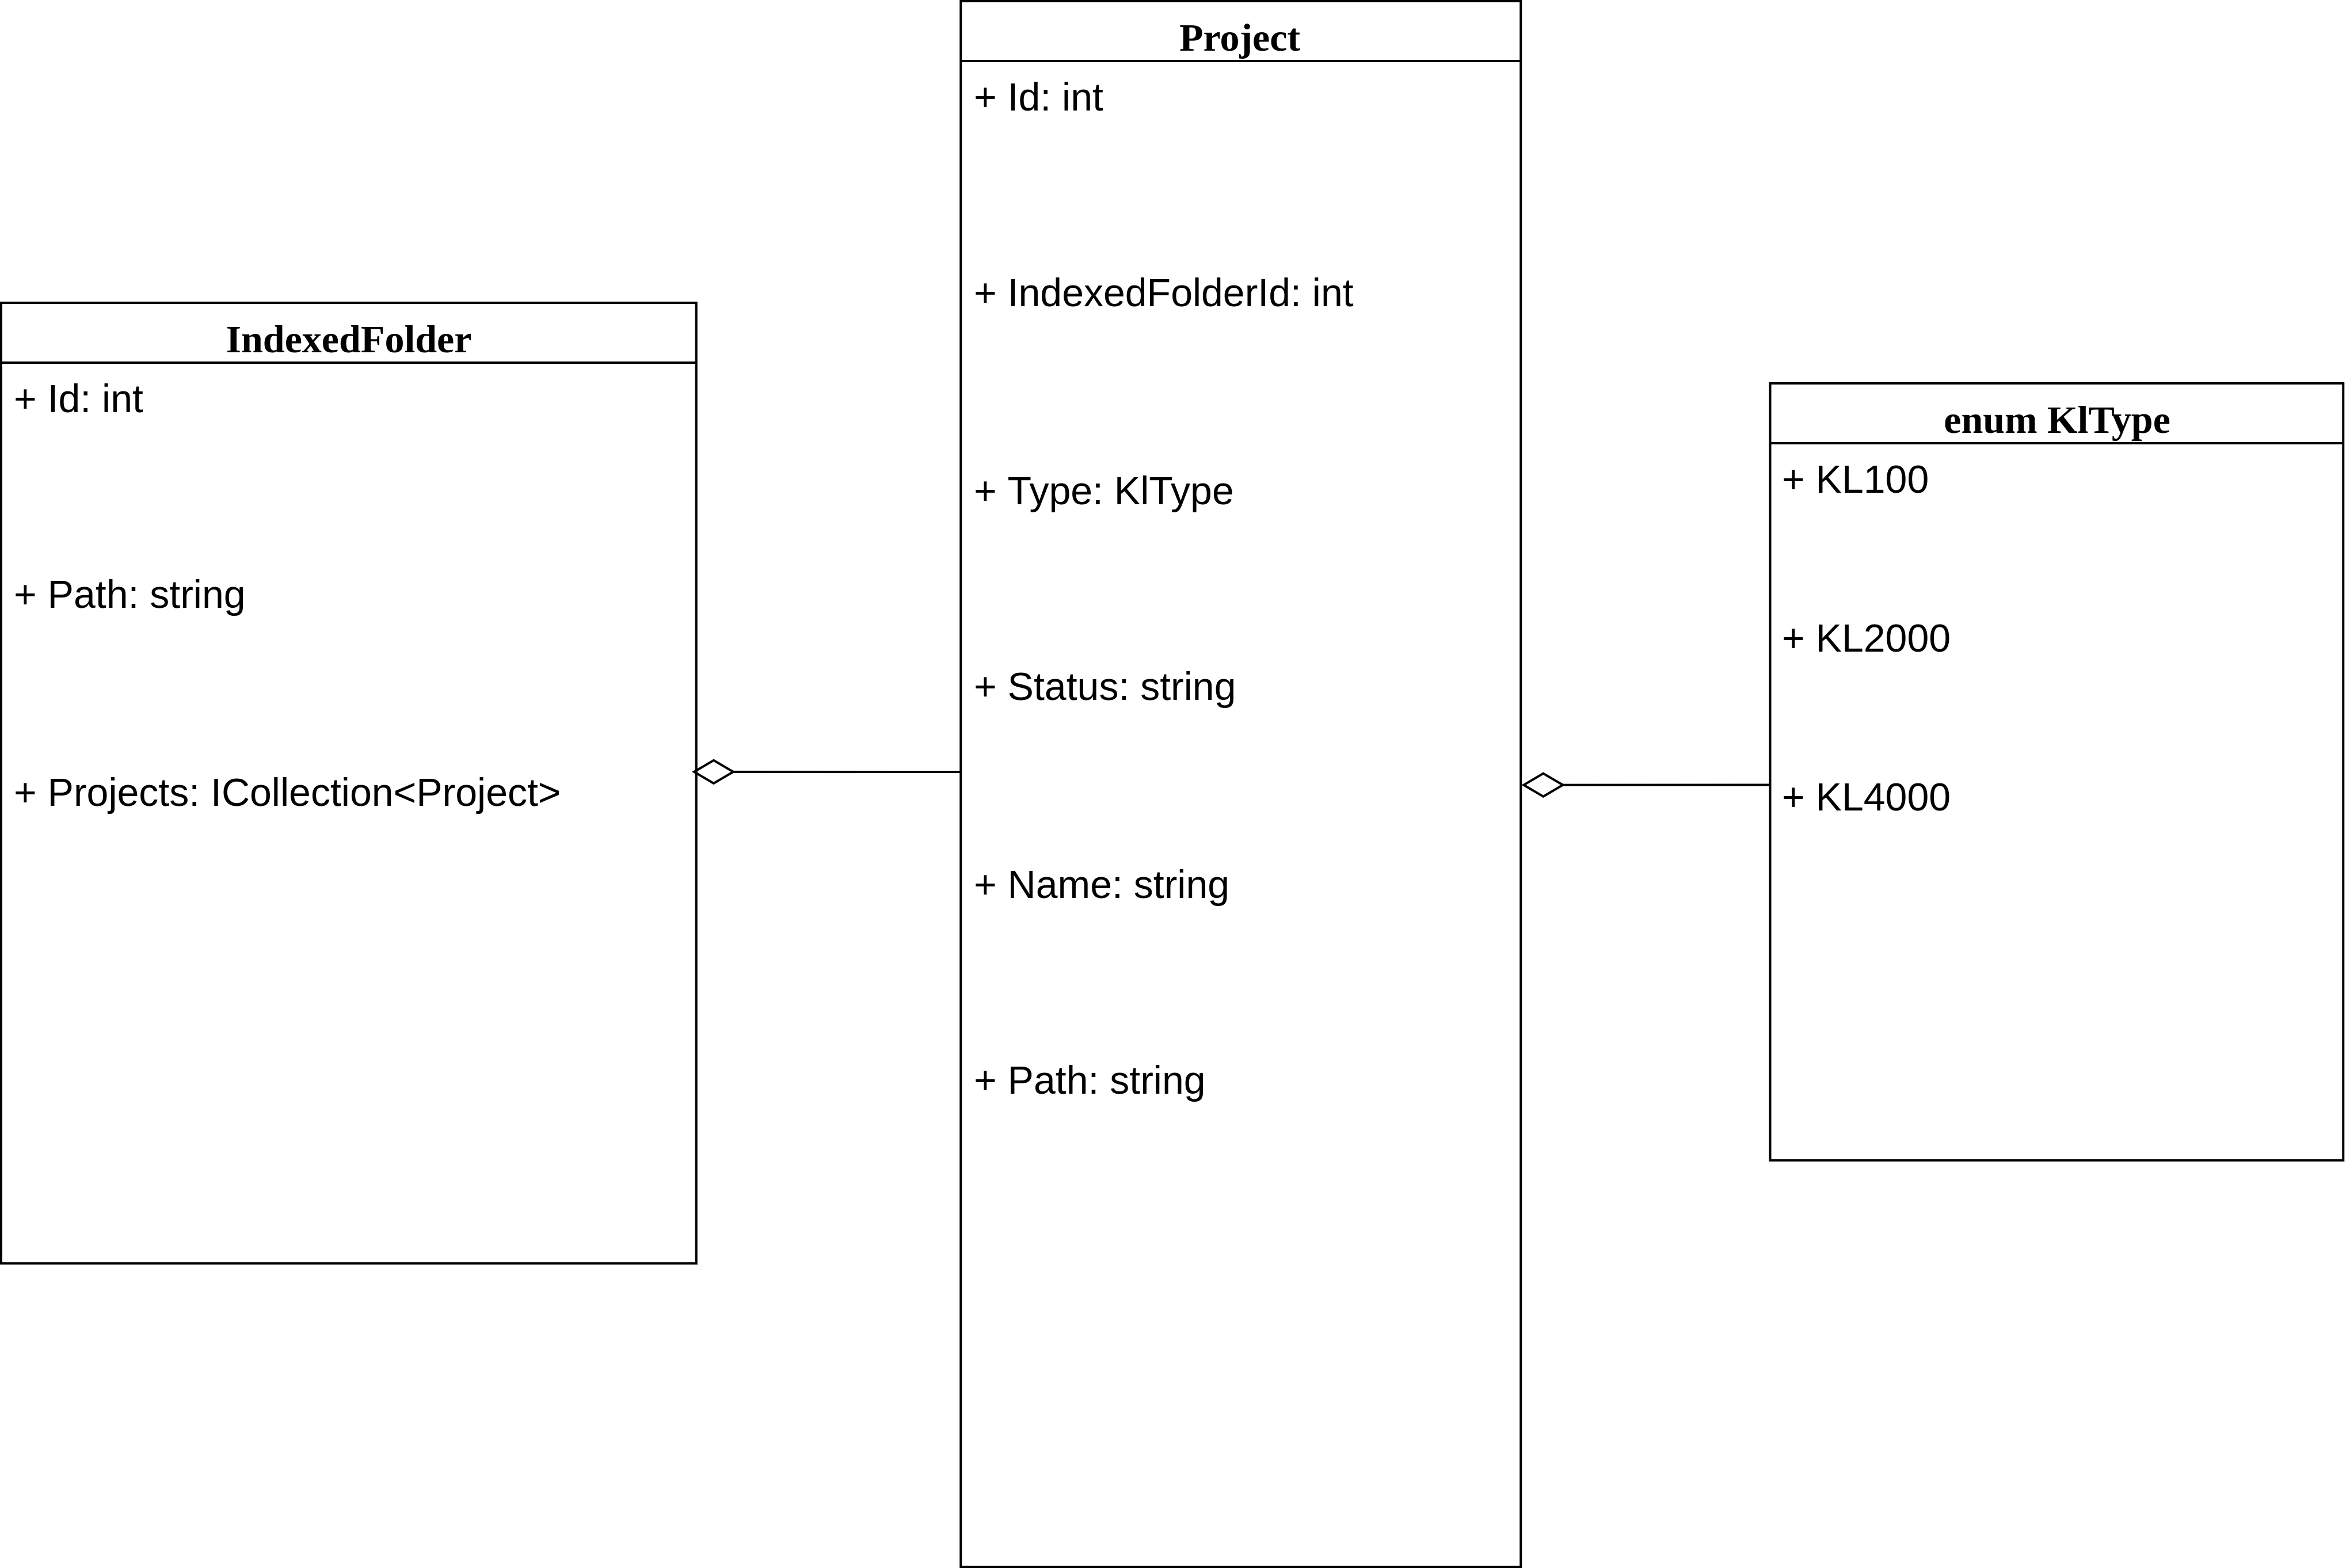 Project
+ Id: int
+ IndexedFolderId: int
+ Type: KlType
+ Status: string
+ Name: string
+ Path: string
IndexedFolder
+ Id: int
+ Path: string
+ Projects: ICollection<Project>
enum KlType
+ KL100
+ KL2000
+ KL4000